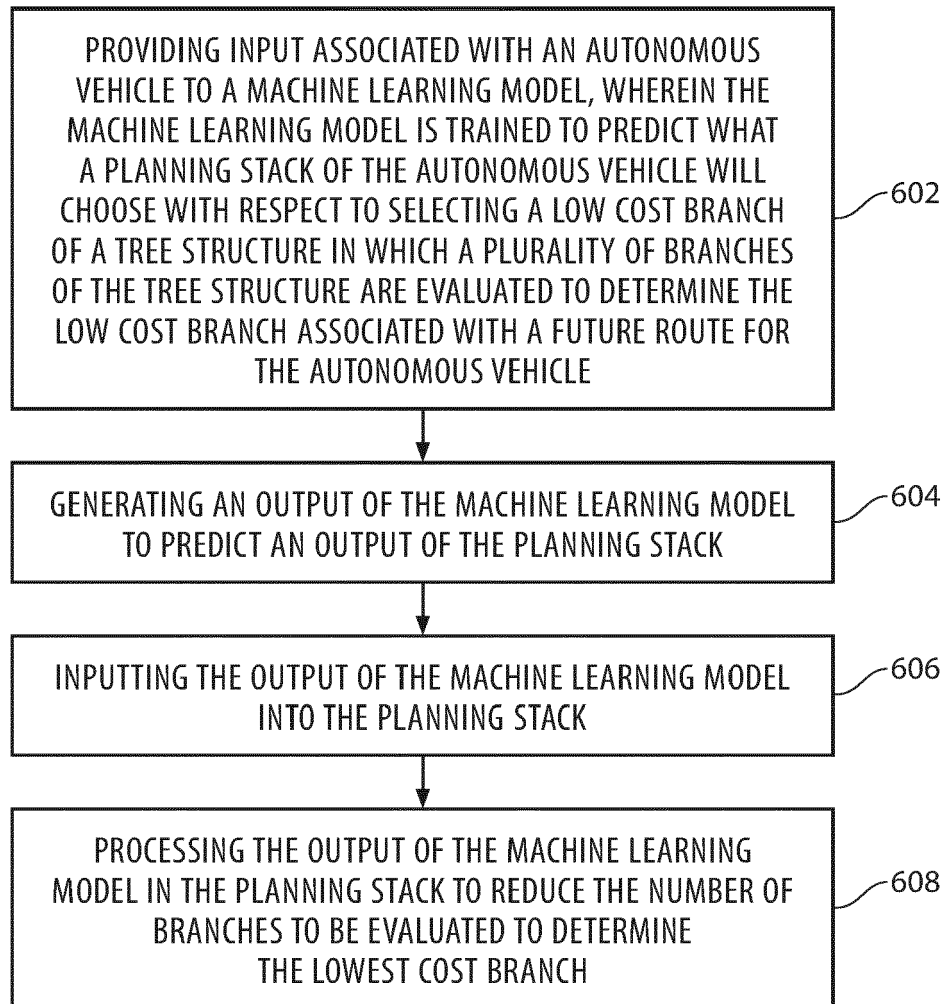 PROVIDING INPUT ASSOCIATED WITH AN AUTONOMOUS
VEHICLE TO A MACHINE LEARNING MODEL, WHEREIN THE
MACHINE LEARNING MODEL IS TRAINED TO PREDICT WHAT
A PLANNING STACK OF THE AUTONOMOUS VEHICLE WILL
CHOOSE WITH RESPECT TO SELECTING A LOW COST BRANCH
OF A TREE STRUCTURE IN WHICH A PLURALITY OF BRANCHES
OF THE TREE STRUCTURE ARE EVALUATED TO DETERMINE THE
LOW COST BRANCH ASSOCIATED WITH A FUTURE ROUTE FOR
THE AUTONOMOUS VEHICLE
602
GENERATING AN OUTPUT OF THE MACHINE LEARNING MODEL
TO PREDICT AN OUTPUT OF THE PLANNING STACK
604
INPUTTING THE OUTPUT OF THE MACHINE LEARNING MODEL
INTO THE PLANNING STACK
606
PROCESSING THE OUTPUT OF THE MACHINE LEARNING
MODEL IN THE PLANNING STACK TO REDUCE THE NUMBER OF
BRANCHES TO BE EVALUATED TO DETERMINE
THE LOWEST COST BRANCH
608